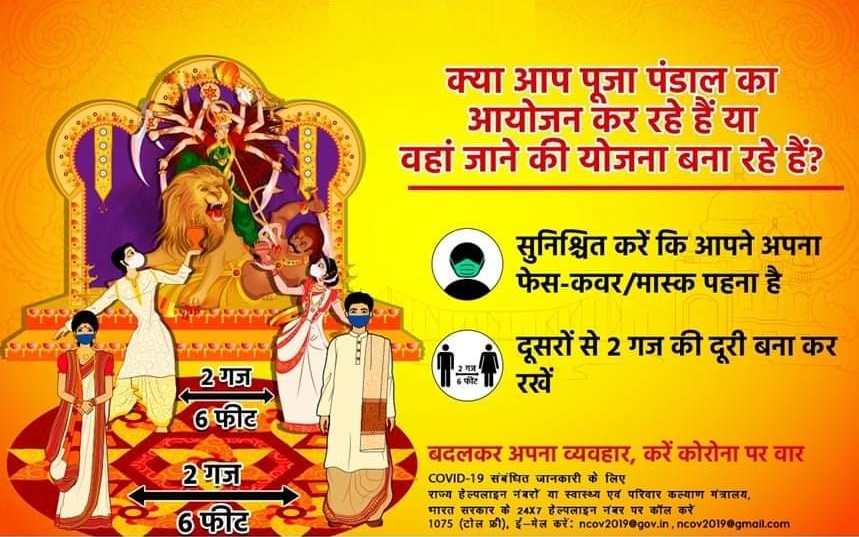 क्या आप पूजा पंडाल का
आयोजन कर रहे हैं या
वहां जाने की योजना बना रहे हैं?
सुनिश्चित करें कि आपने अपना
फेस-कवर/मास्क पहना है
2 गज
6 फीट
दूसरों से 2 गज की दूरी बना कर
रखें
2 गज
6 फीट
2 गज
6 फीट
बदलकर अपना व्यवहार, करें कोरोना पर वार
COVID-19 संबंधित जानकारी के लिए
राज्य हेल्पलाइन नंबरों या स्वास्थ्य एवं परिवार कल्याण मंत्रालय,
भारत सरकार के 24X7 हेल्पलाइन नंबर पर कॉल करें
1075 (टोल फ्री), ई-मेल करें: ncov2019@gov.in , ncov2019@gmail.com